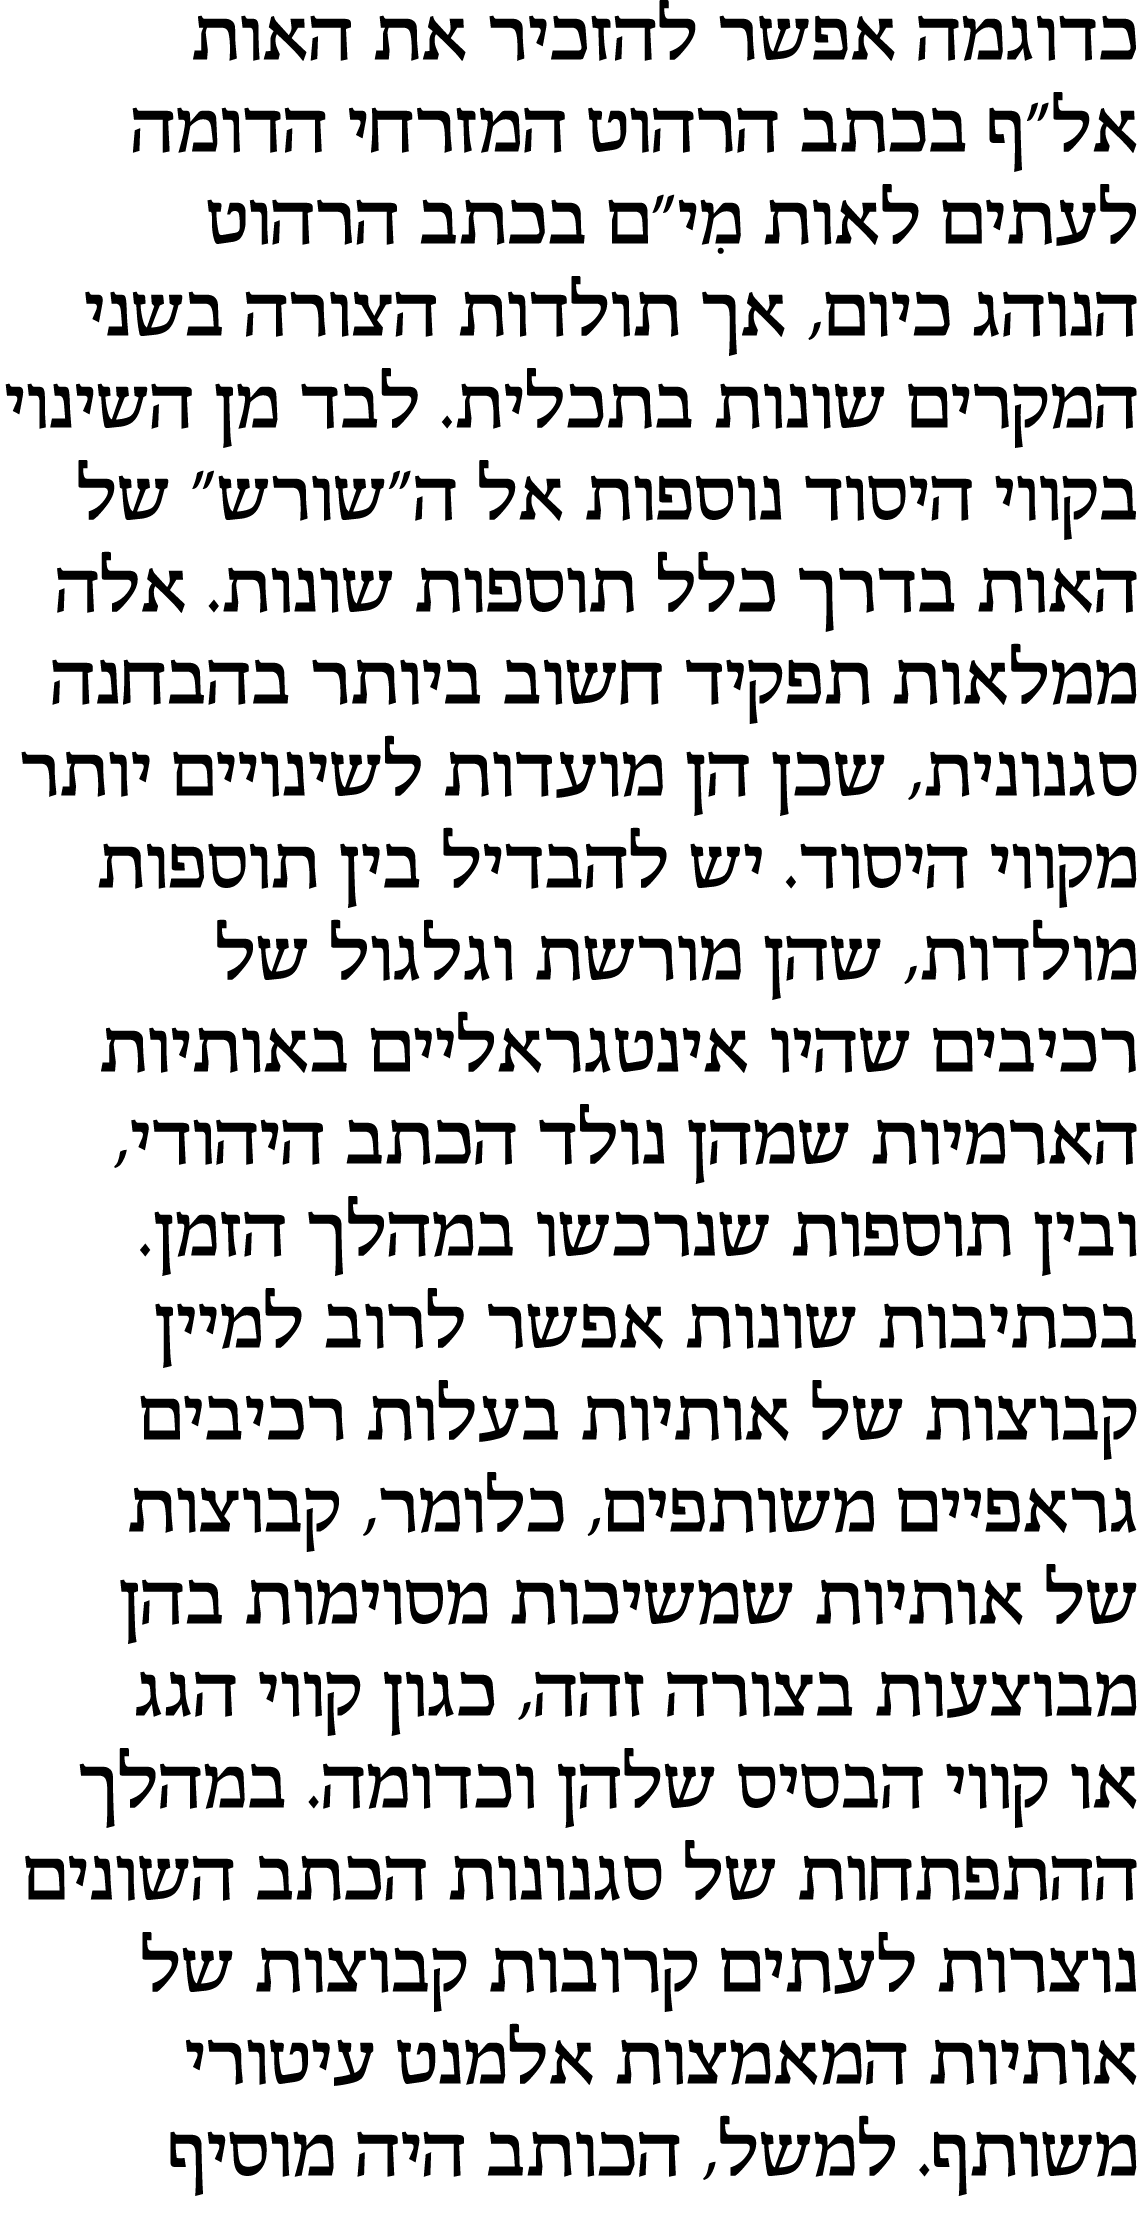 כדוגמה אפשר להזכיר את האות
אל״ף בכתב הרהוט המזרחי הדומה
לעתים לאות מִי״ם בכתב הרהוט
הנוהג כיום, אך תולדות הצורה בשני
המקרים שונות בתכלית. לבד מן השינוי
בקווי היסוד נוספות אל ה״שורש״ של
האות בדרך כלל תוספות שונות. אלה
ממלאות תפקיד חשוב ביותר בהבחנה
סגנונית, שכן הן מועדות לשינויים יותר
מקווי היסוד. יש להבדיל בין תוספות
מולדות, שהן מורשת וגלגול של
רכיבים שהיו אינטגראליים באותיות
הארמיות שמהן נולד הכתב היהודי,
ובין תוספות שנרכשו במהלך הזמן.
בכתיבות שונות אפשר לרוב למיין
קבוצות של אותיות בעלות רכיבים
גראפיים משותפים, כלומר, קבוצות
של אותיות שמשיכות מסוימות בהן
מבוצעות בצורה זהה, כגון קווי הגג
או קווי הבסיס שלהן וכדומה. במהלך
ההתפתחות של סגנונות הכתב השונים
נוצרות לעתים קרובות קבוצות של
אותיות המאמצות אלמנט עיטורי
משותף. למשל, הכותב היה מוסיף